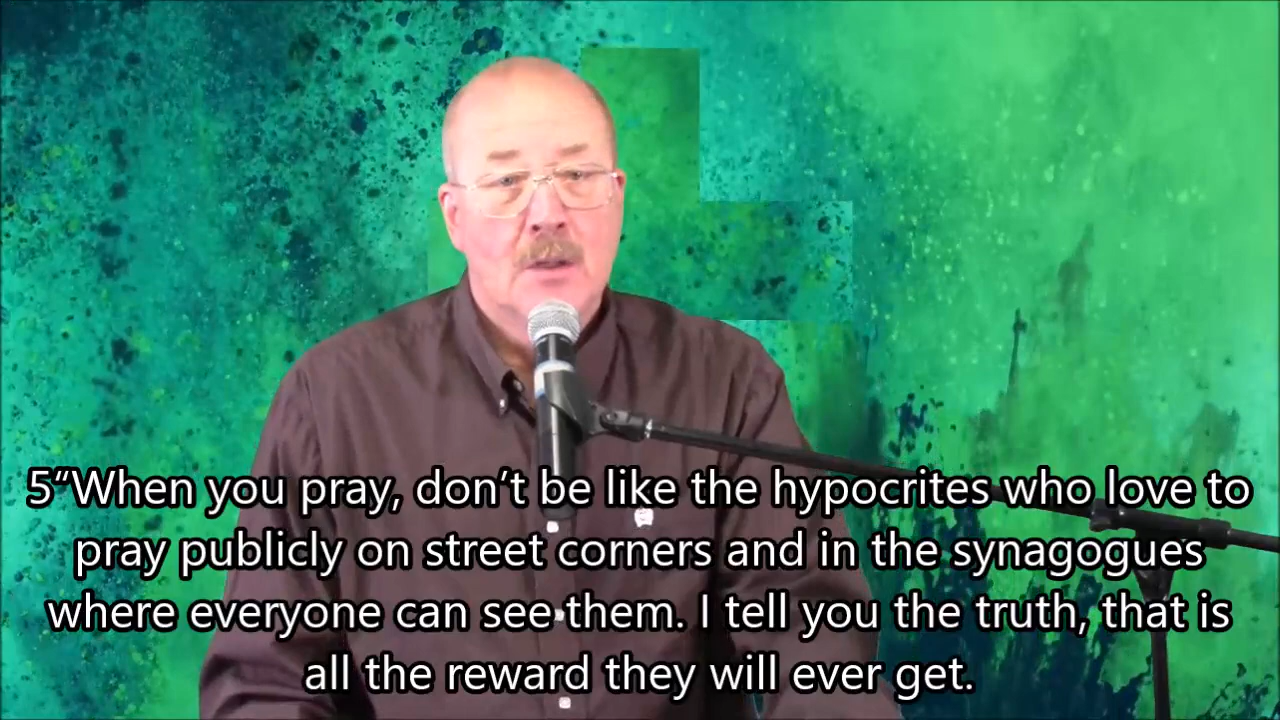 5“When you pray, don’t be like the hypocrites who love to
pray publicly on street corners and in the synagogues
where everyone can see them. I tell you the truth, that is
all the reward they will ever get.